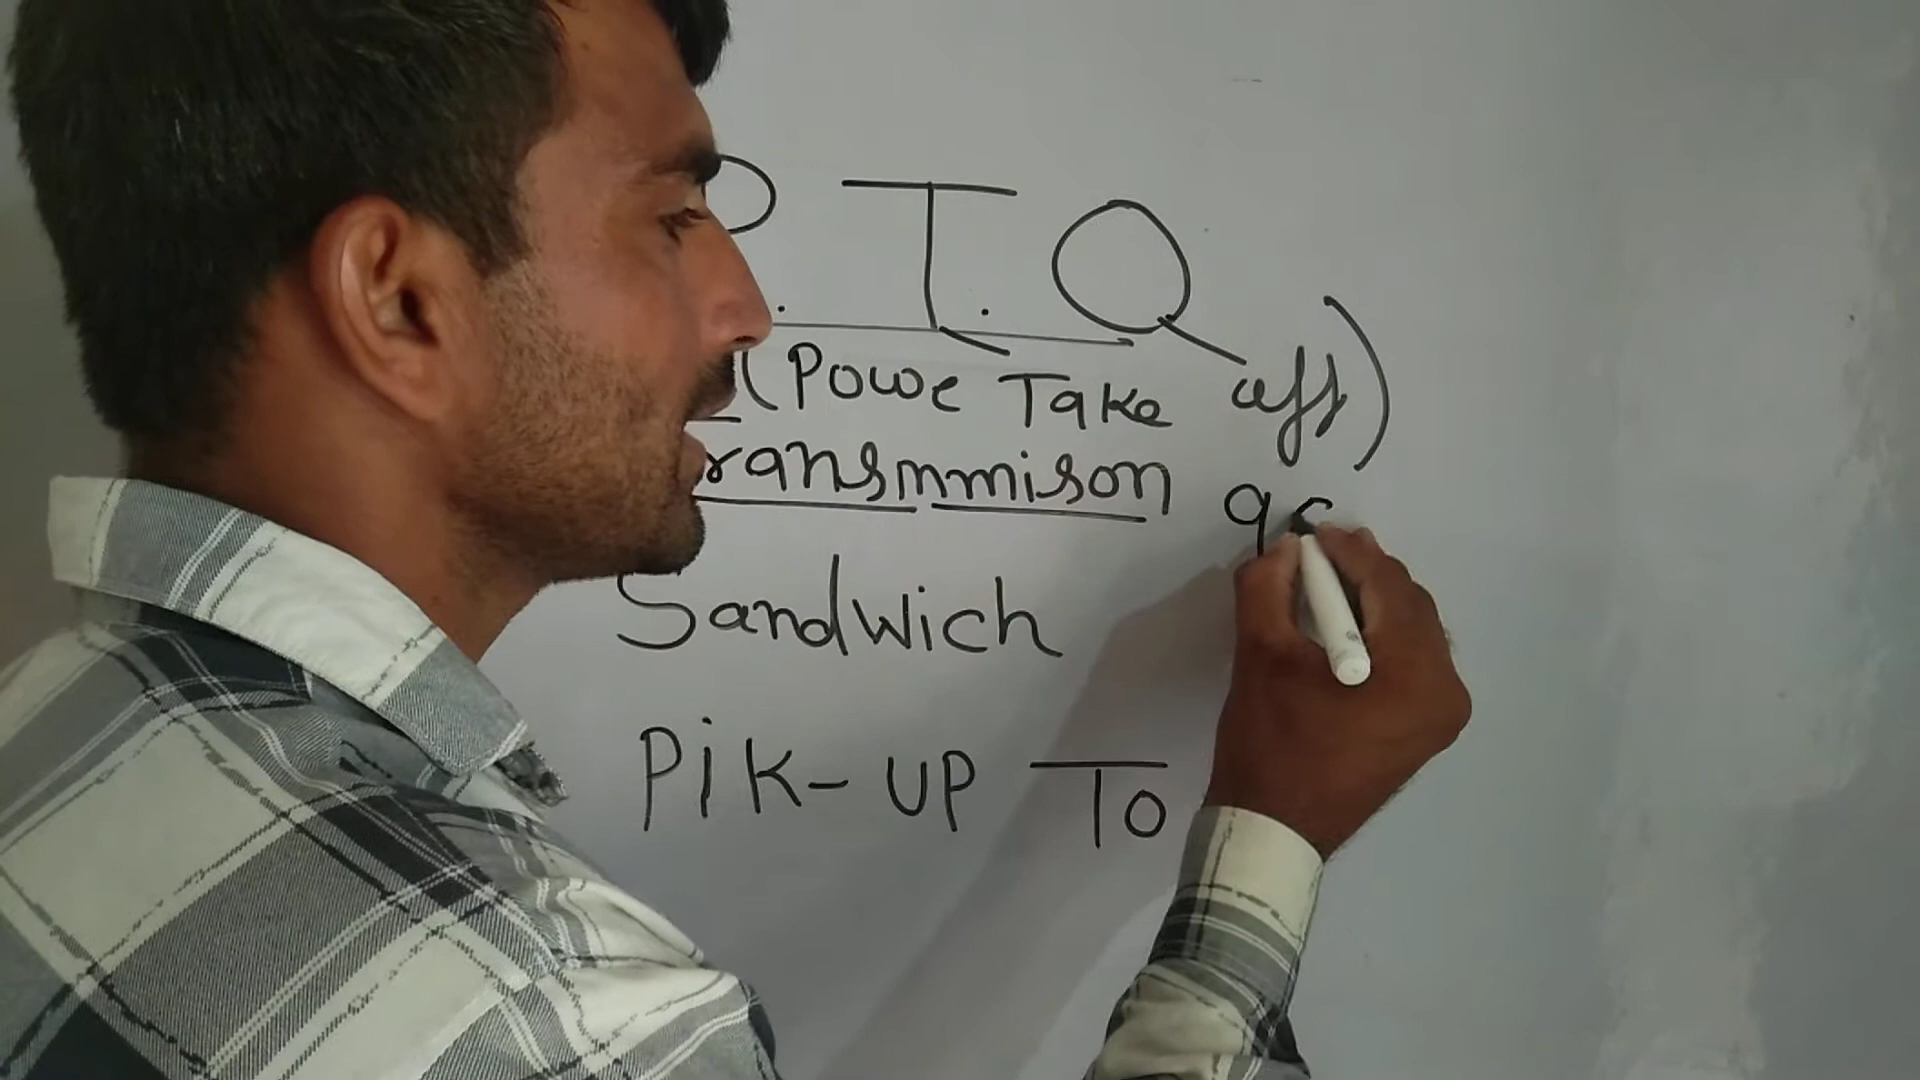 P.T.O
(Powe Take off)
ransmmison
Sandwich
Pik-up To